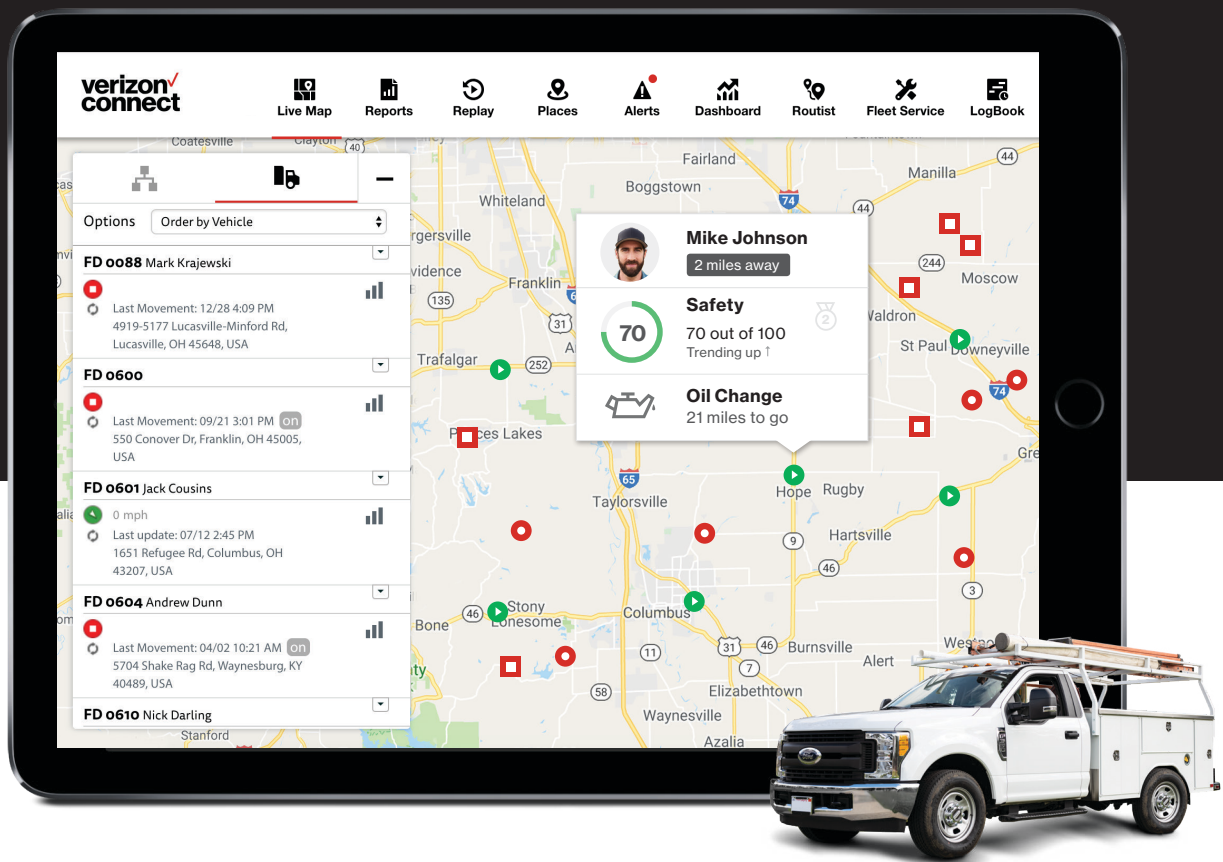 verizon
connect
Live Map
Reports
Replay
Places
Alerts
Dashboard
Routist
Fleet Service
LogBook
Coatesville
Clayton
40
Fairland
44
Manilla
Boggstown
74
Whiteland
44
Options
Order by Vehicle
FD 0088 Mark Krajewski
Last Movement: 12/28 4:09 PM
4919-5177 Lucasville-Minford Rd,
Lucasville, OH 45648, USA
FD 0600
Last Movement: 09/21 3:01 PM on
550 Conover Dr, Franklin, OH 45005,
USA
FD 0601 Jack Cousins
0 mph
Last update: 07/12 2:45 PM
1651 Refugee Rd, Columbus, OH
43207, USA
FD 0604 Andrew Dunn
Last Movement: 04/02 10:21 AM on
5704 Shake Rag Rd, Waynesburg, KY
40489, USA
FD 0610 Nick Darling
Stanford
Mike Johnson
2 miles away
Safety
70
70 out of 100
Trending up ↑
2
Oil Change
21 miles to go
rgersville
vidence
Franklin
135
31
244
Moscow
Waldron
St Paul
Downeyville
Trafalgar
252
74
Princes Lakes
65
Taylorsville
Hope
Rugby
9
Hartsville
46
3
46
Stony
Lonesome
Bone
Columbus
11
31
46
Burnsville
7
Alert
58
Elizabethtown
Waynesville
Azalia